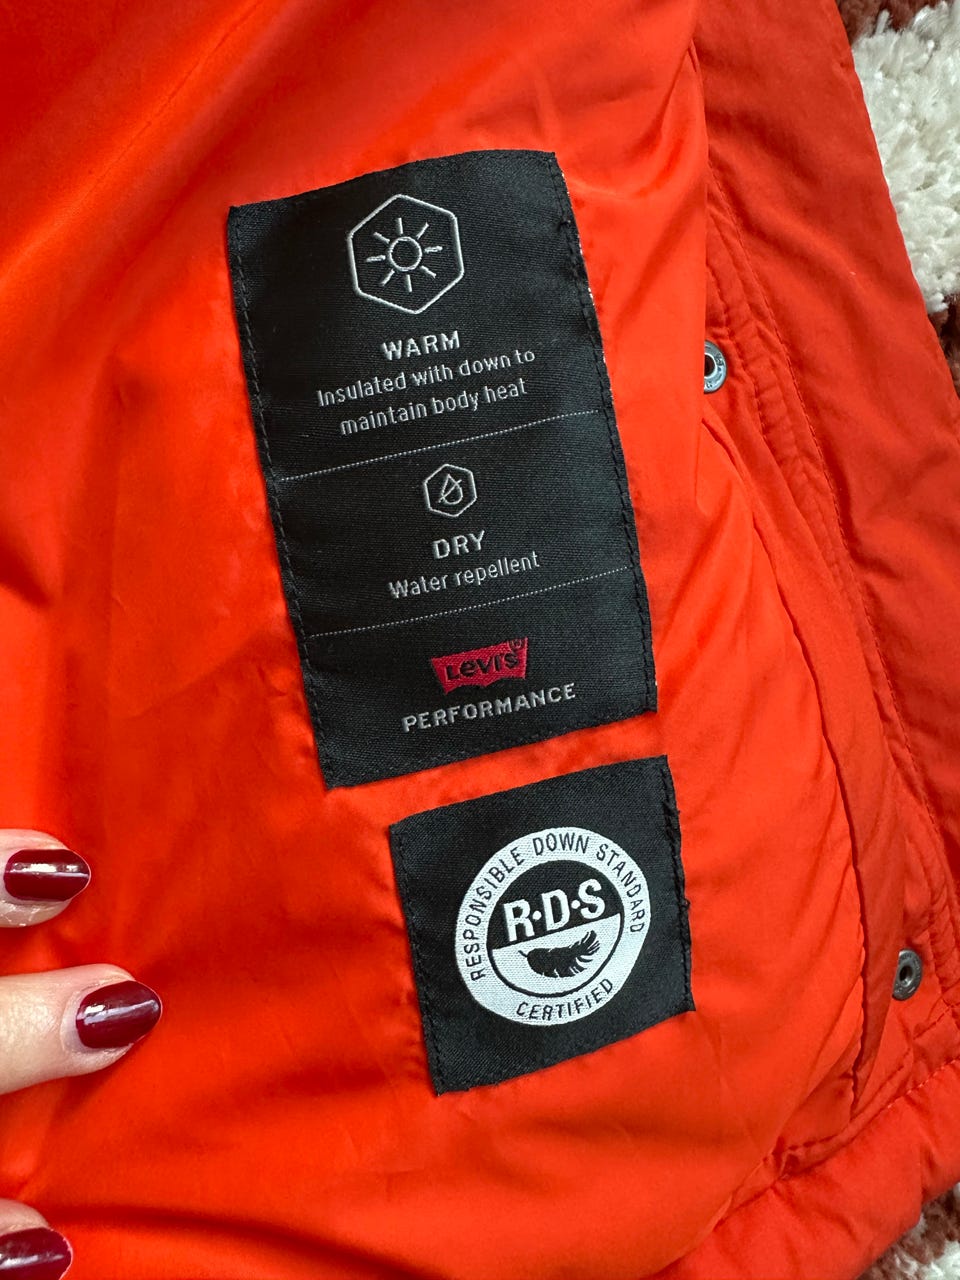 WARM
Insulated with down to
maintain body heat
DRY
Water repellent
Levi's®
PERFORMANCE
RESPONSIBLE DOWN STANDARD
R·D·S
CERTIFIED